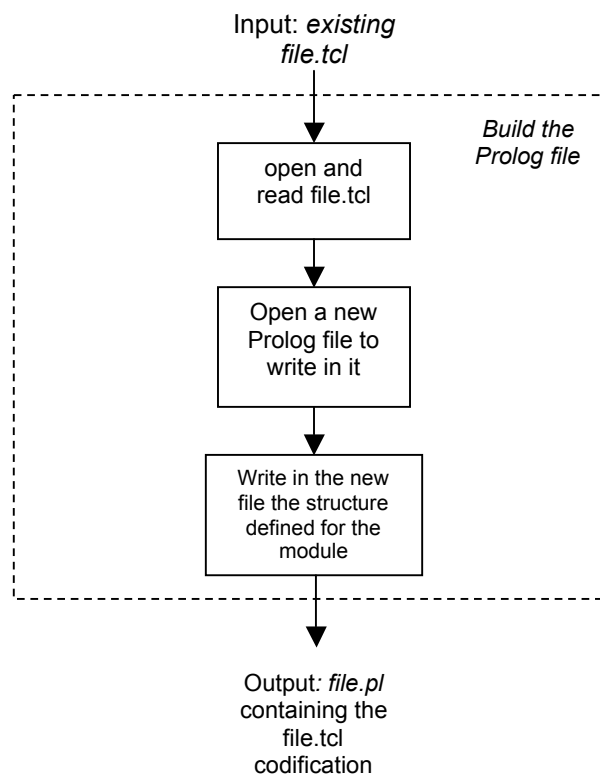 Input: existing
file.tcl
Build the
Prolog file
open and
read file.tcl
Open a new
Prolog file to
write in it
Write in the new
file the structure
defined for the
module
Output: file.pl
containing the
file.tcl
codification